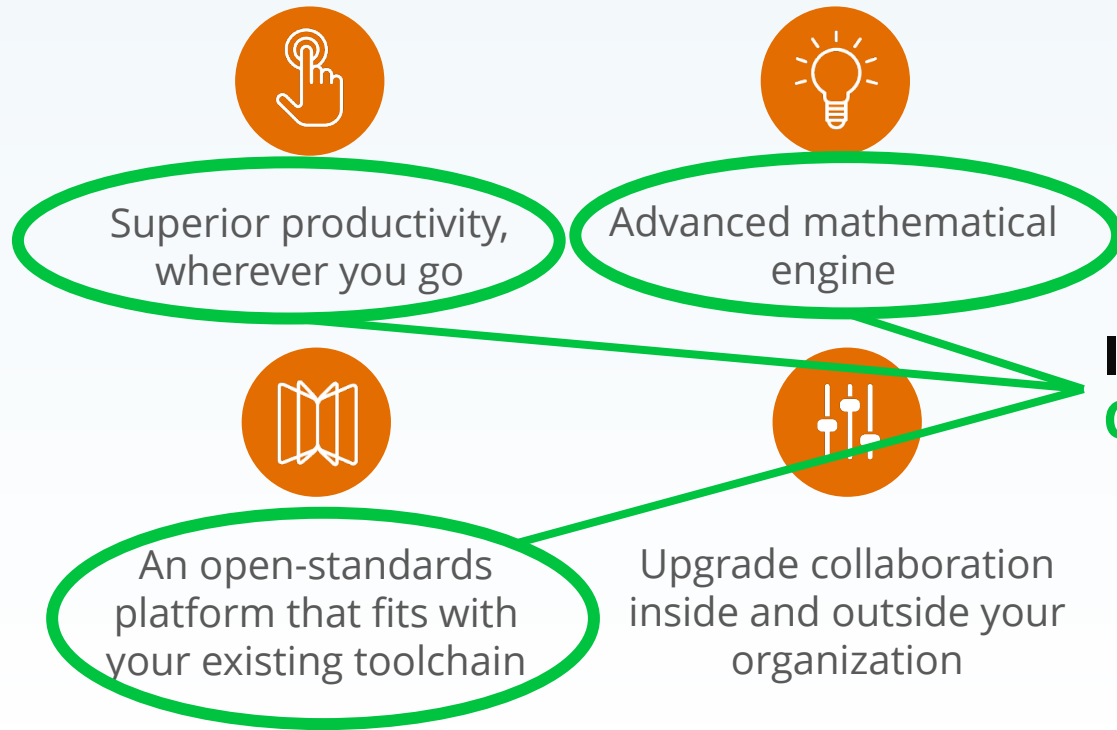 Superior productivity,
wherever you go
Advanced mathematical
engine
An open-standards
platform that fits with
your existing toolchain
Upgrade collaboration
inside and outside your
organization